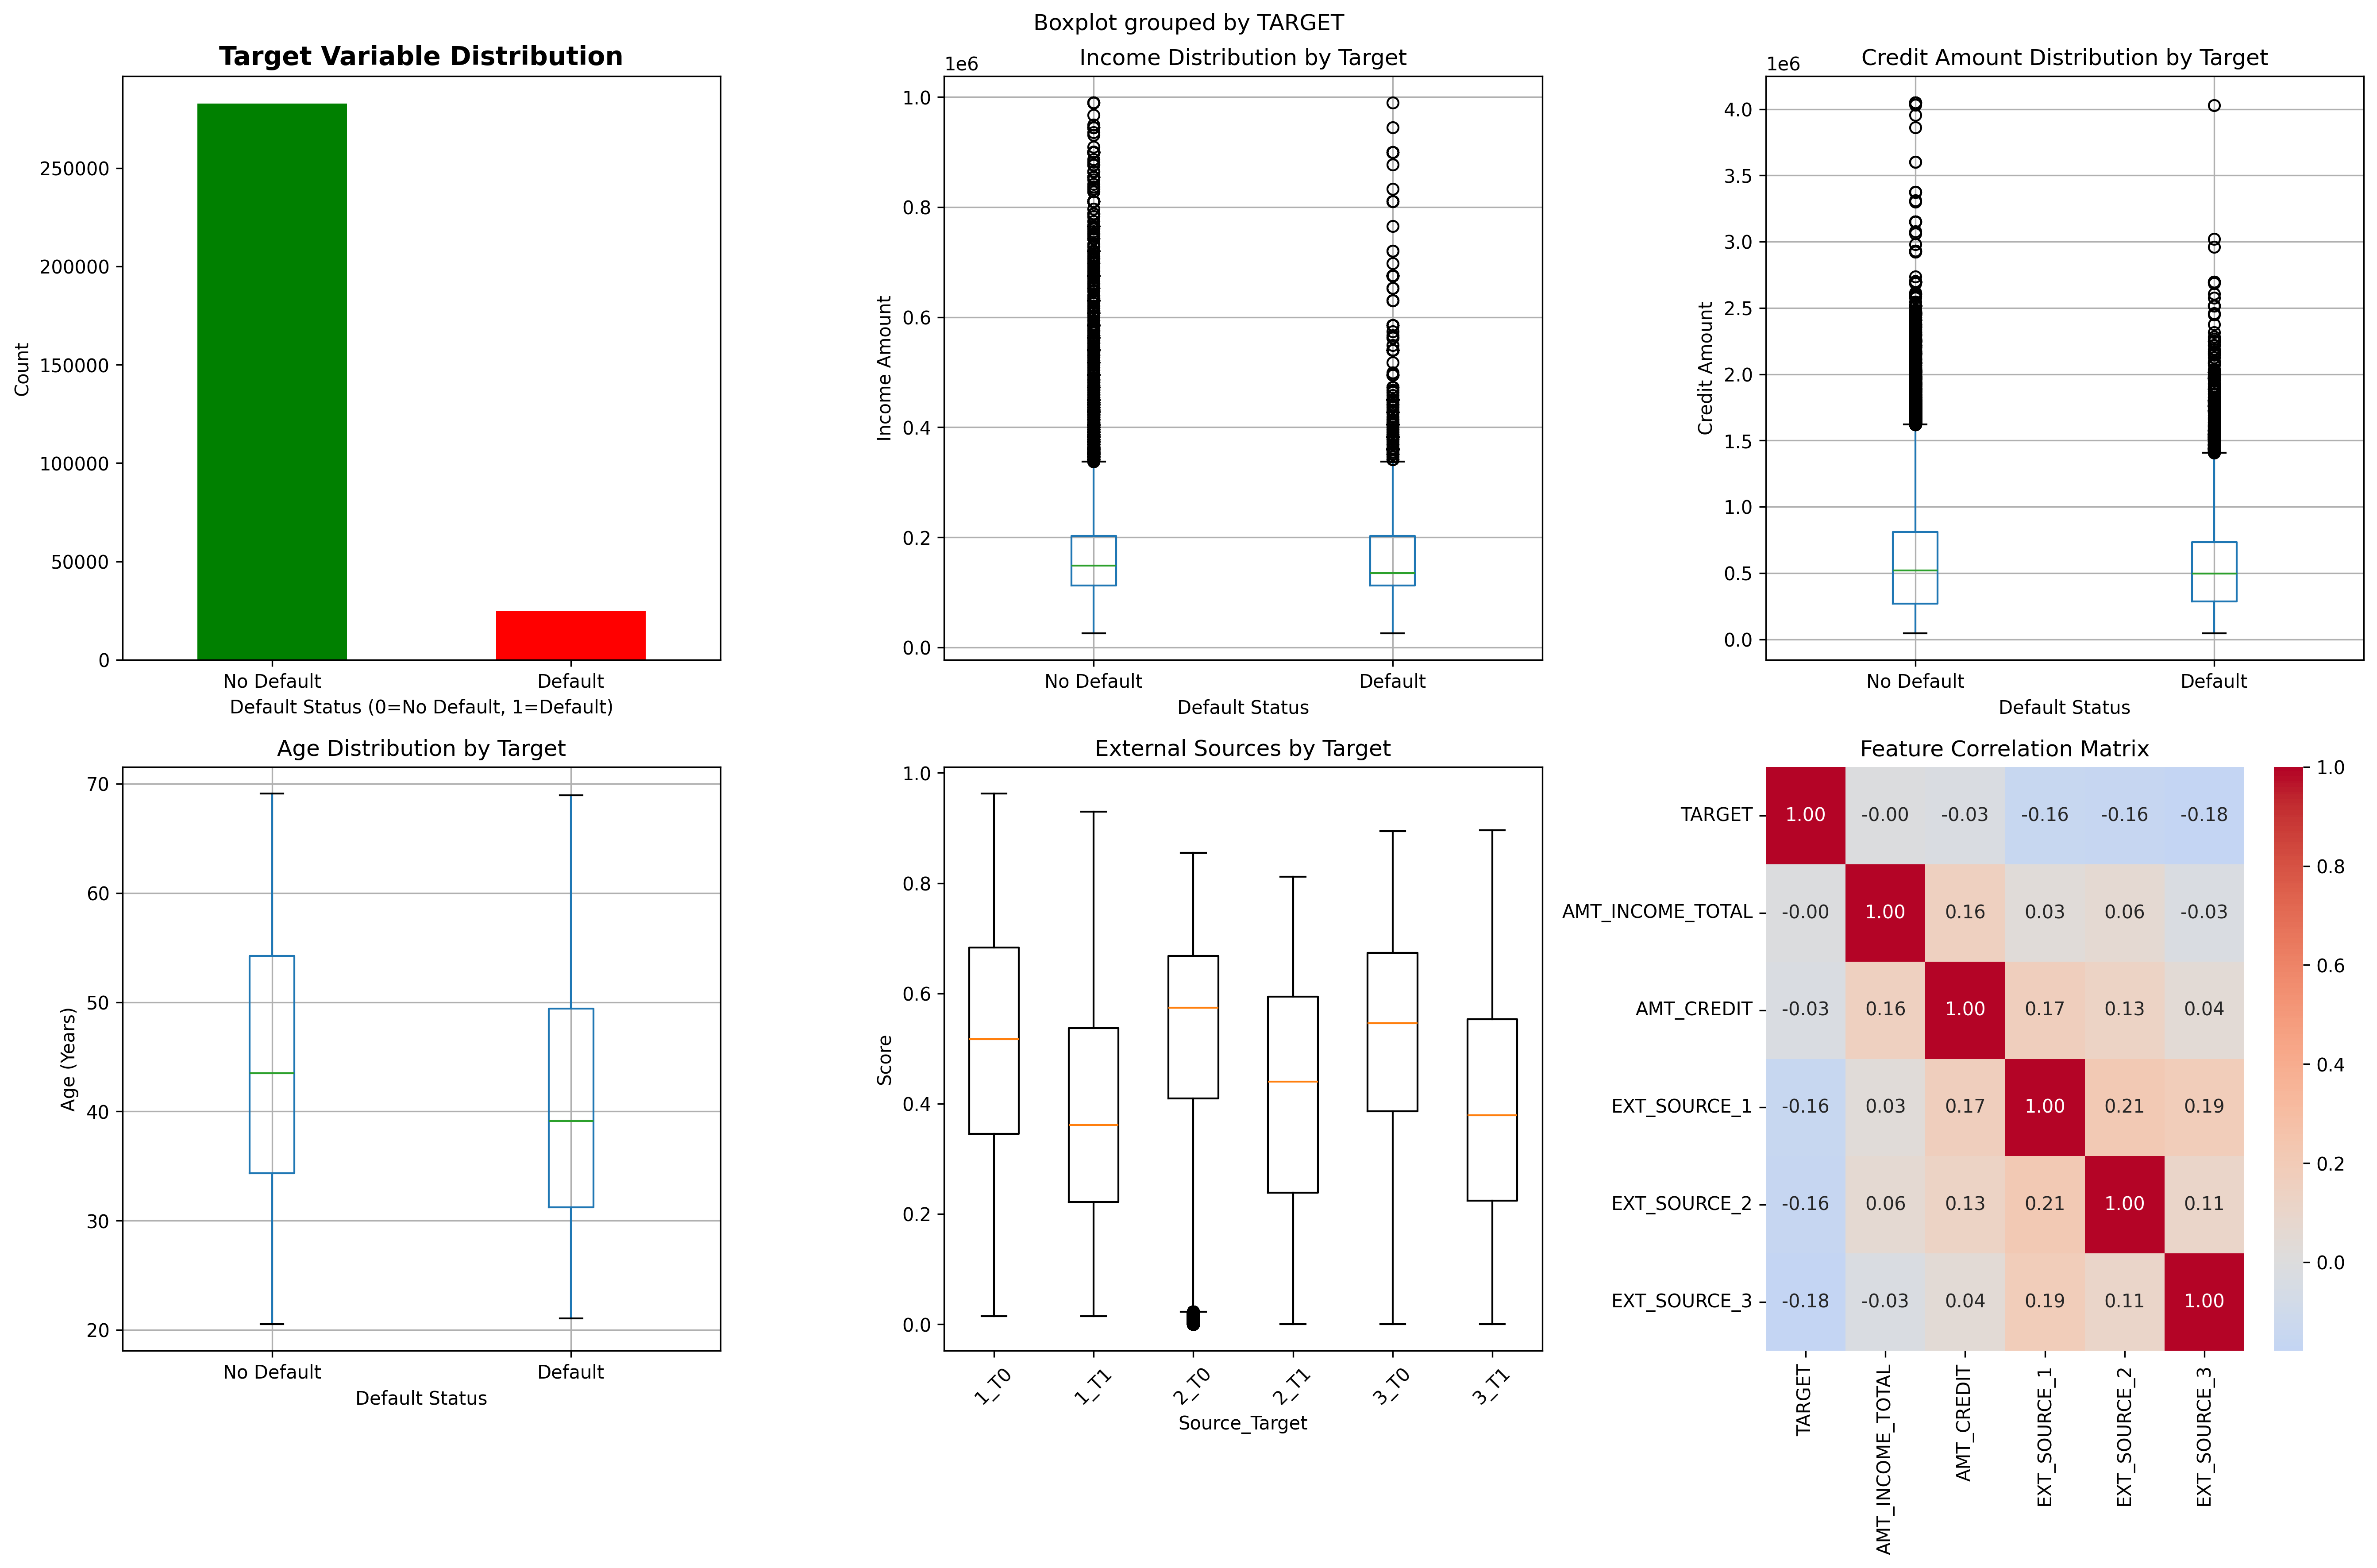 Boxplot grouped by TARGET
Target Variable Distribution
250000
200000
150000
100000
50000
0
Count
No Default Default
Default Status (0=No Default, 1=Default)
Income Distribution by Target
1e6
1.0
0.8
0.6
0.4
0.2
0.0
Income Amount
No Default Default
Default Status
Credit Amount Distribution by Target
1e6
4.0
3.5
3.0
2.5
2.0
1.5
1.0
0.5
0.0
Credit Amount
No Default Default
Default Status
Age Distribution by Target
70
60
50
40
30
20
Age (Years)
No Default Default
Default Status
External Sources by Target
1.0
0.8
0.6
0.4
0.2
0.0
Score
1_T0 1_T1 2_T0 2_T1 3_T0 3_T1
Source_Target
Feature Correlation Matrix
TARGET 1.00 -0.00 -0.03 -0.16 -0.16 -0.18
AMT_INCOME_TOTAL -0.00 1.00 0.16 0.03 0.06 -0.03
AMT_CREDIT -0.03 0.16 1.00 0.17 0.13 0.04
EXT_SOURCE_1 -0.16 0.03 0.17 1.00 0.21 0.19
EXT_SOURCE_2 -0.16 0.06 0.13 0.21 1.00 0.11
EXT_SOURCE_3 -0.18 -0.03 0.04 0.19 0.11 1.00
TARGET AMT_INCOME_TOTAL AMT_CREDIT EXT_SOURCE_1 EXT_SOURCE_2 EXT_SOURCE_3
1.0
0.8
0.6
0.4
0.2
0.0